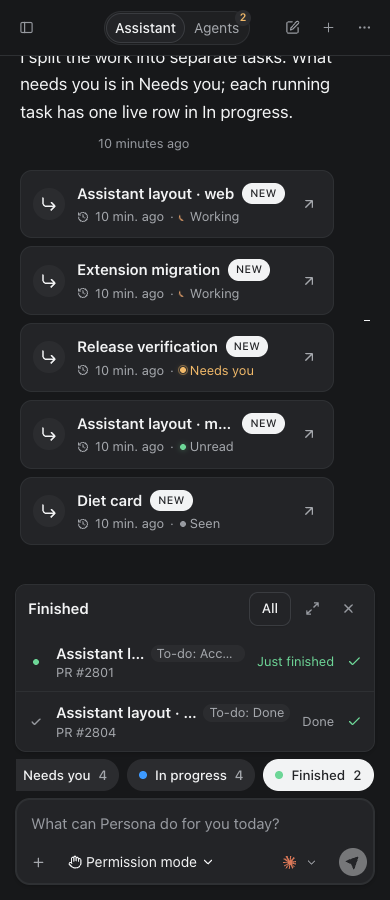 Assistant
Agents
2
I split the work into separate tasks. What
needs you is in Needs you; each running
task has one live row in In progress.
10 minutes ago
Assistant layout · web NEW
10 min. ago · Working
Extension migration NEW
10 min. ago · Working
Release verification NEW
10 min. ago · Needs you
Assistant layout · m... NEW
10 min. ago · Unread
Diet card NEW
10 min. ago · Seen
Finished All
Assistant l... To-do: Acc... Just finished
PR #2801
Assistant layout · ... To-do: Done Done
PR #2804
Needs you 4 In progress 4 Finished 2
What can Persona do for you today?
Permission mode